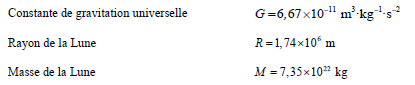 Constante de gravitation universelle G=6,67×10⁻¹¹ m³·kg⁻¹·s⁻²
Rayon de la Lune R=1,74×10⁶ m
Masse de la Lune M=7,35×10²² kg